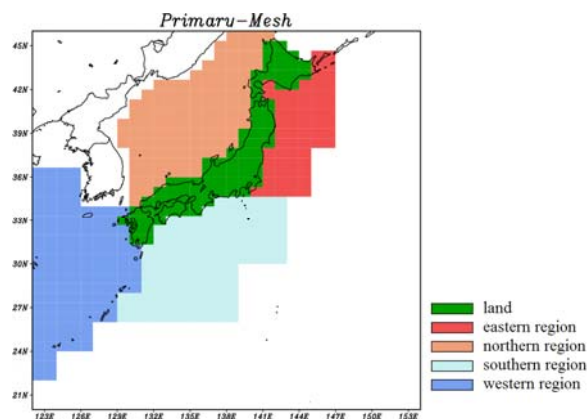 Primary-Mesh
45N
42N
39N
36N
33N
30N
27N
24N
21N
123E 126E 129E 132E 135E 138E 141E 144E 147E 150E 153E
land
eastern region
northern region
southern region
western region